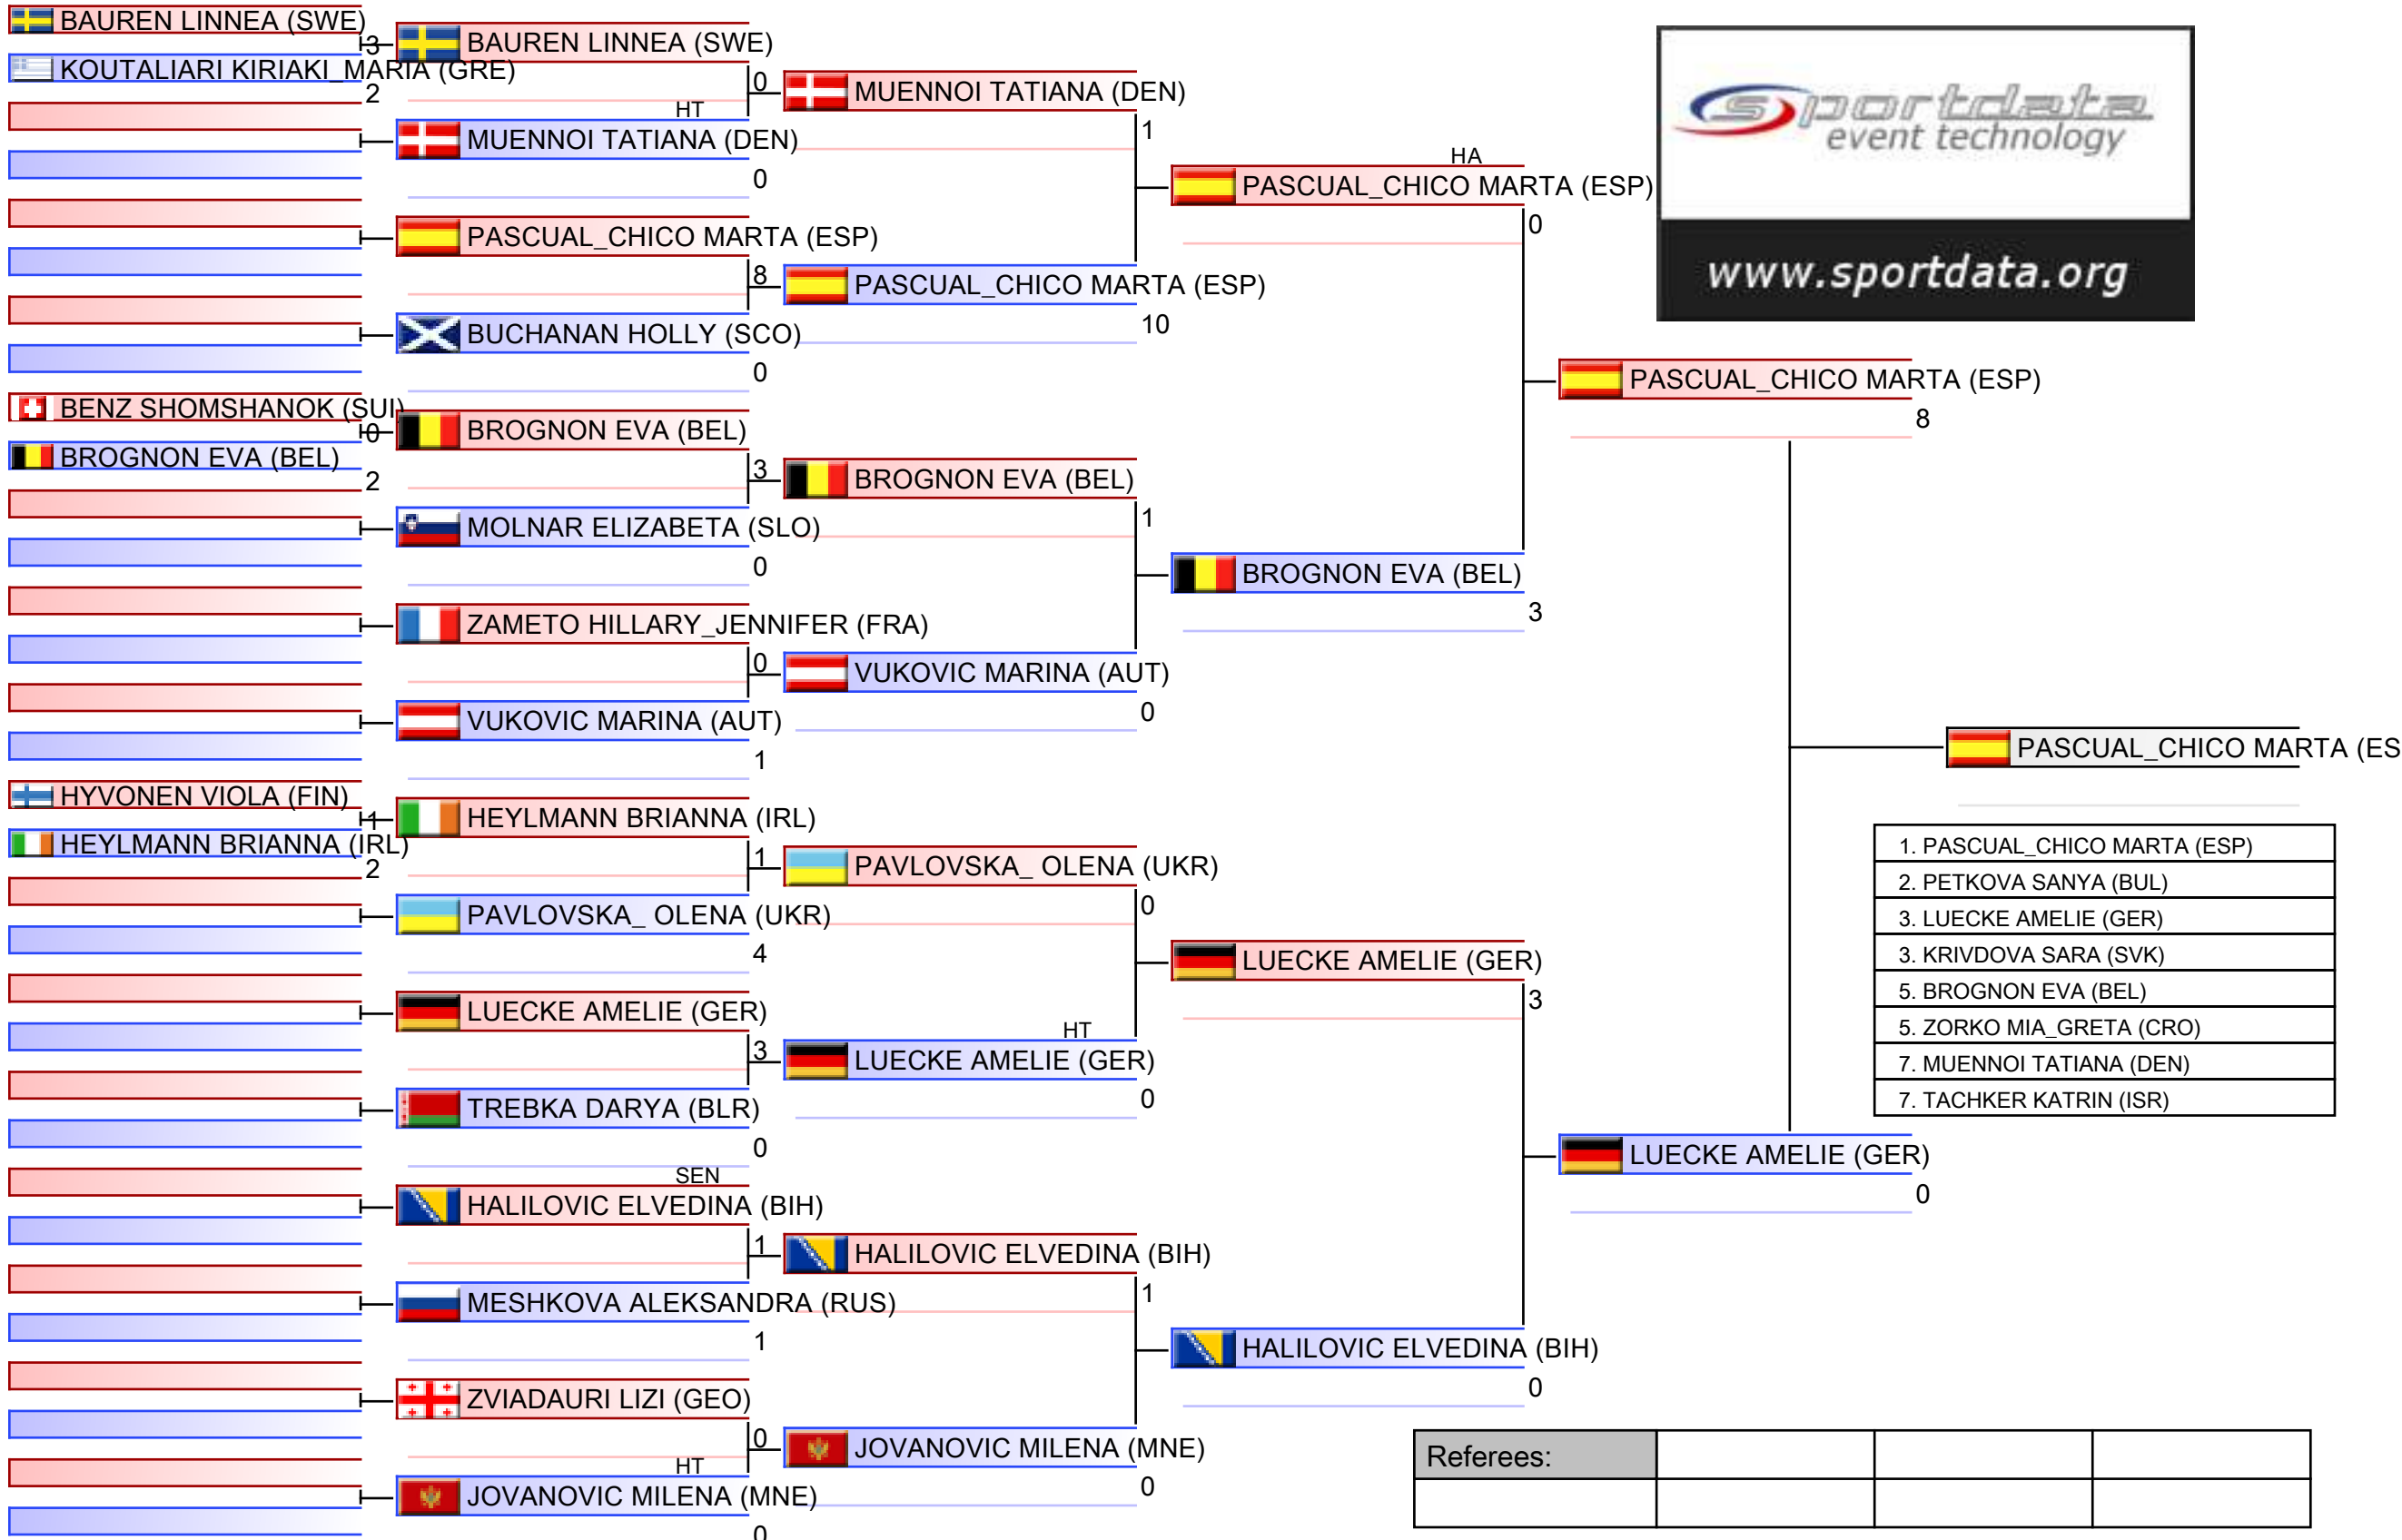 BAUREN LINNEA (SWE)
3
KOUTALIARI KIRIAKI_MARIA (GRE)
2
BENZ SHOMSHANOK (SUI)
0
BROGNON EVA (BEL)
2
HYVONEN VIOLA (FIN)
1
HEYLMANN BRIANNA (IRL)
2
BAUREN LINNEA (SWE)
0
HT
MUENNOI TATIANA (DEN)
0
PASCUAL_CHICO MARTA (ESP)
8
BUCHANAN HOLLY (SCO)
0
BROGNON EVA (BEL)
3
MOLNAR ELIZABETA (SLO)
0
ZAMETO HILLARY_JENNIFER (FRA)
0
VUKOVIC MARINA (AUT)
1
HEYLMANN BRIANNA (IRL)
1
PAVLOVSKA_ OLENA (UKR)
4
LUECKE AMELIE (GER)
3
TREBKA DARYA (BLR)
0
SEN
HALILOVIC ELVEDINA (BIH)
1
MESHKOVA ALEKSANDRA (RUS)
1
ZVIADAURI LIZI (GEO)
0
HT
JOVANOVIC MILENA (MNE)
0
MUENNOI TATIANA (DEN)
1
PASCUAL_CHICO MARTA (ESP)
10
BROGNON EVA (BEL)
1
VUKOVIC MARINA (AUT)
0
PAVLOVSKA_ OLENA (UKR)
0
HT
LUECKE AMELIE (GER)
0
HALILOVIC ELVEDINA (BIH)
1
JOVANOVIC MILENA (MNE)
0
HA
PASCUAL_CHICO MARTA (ESP)
0
BROGNON EVA (BEL)
3
LUECKE AMELIE (GER)
3
HALILOVIC ELVEDINA (BIH)
0
PASCUAL_CHICO MARTA (ESP)
8
LUECKE AMELIE (GER)
0
PASCUAL_CHICO MARTA (ES
sportdata
event technology
www.sportdata.org
1. PASCUAL_CHICO MARTA (ESP)
2. PETKOVA SANYA (BUL)
3. LUECKE AMELIE (GER)
3. KRIVDOVA SARA (SVK)
5. BROGNON EVA (BEL)
5. ZORKO MIA_GRETA (CRO)
7. MUENNOI TATIANA (DEN)
7. TACHKER KATRIN (ISR)
Referees: